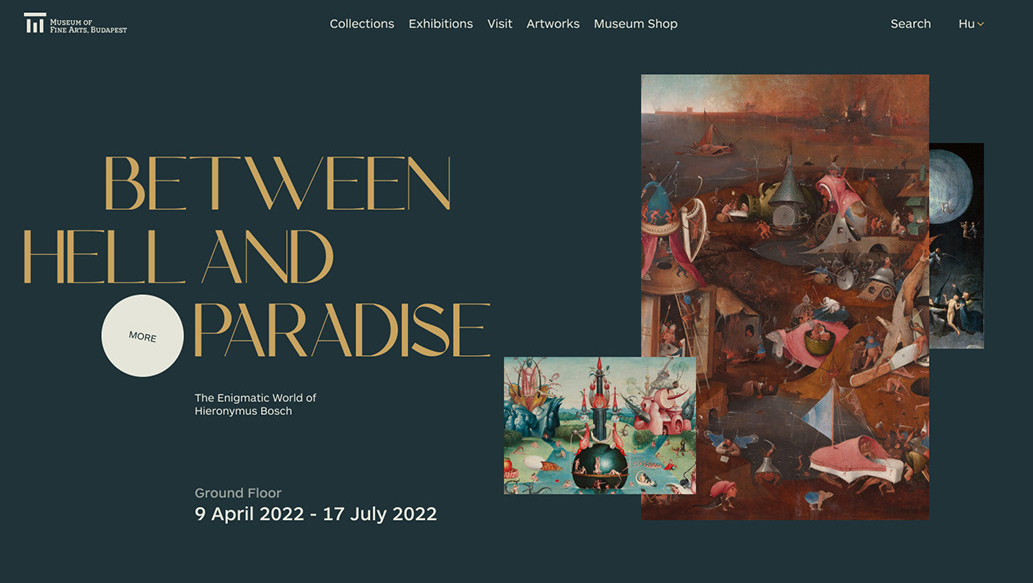 Museum of
Fine Arts, Budapest
Collections
Exhibitions
Visit
Artworks
Museum Shop
Search
Hu
BETWEEN
HELL AND
PARADISE
MORE
The Enigmatic World of
Hieronymus Bosch
Ground Floor
9 April 2022 - 17 July 2022